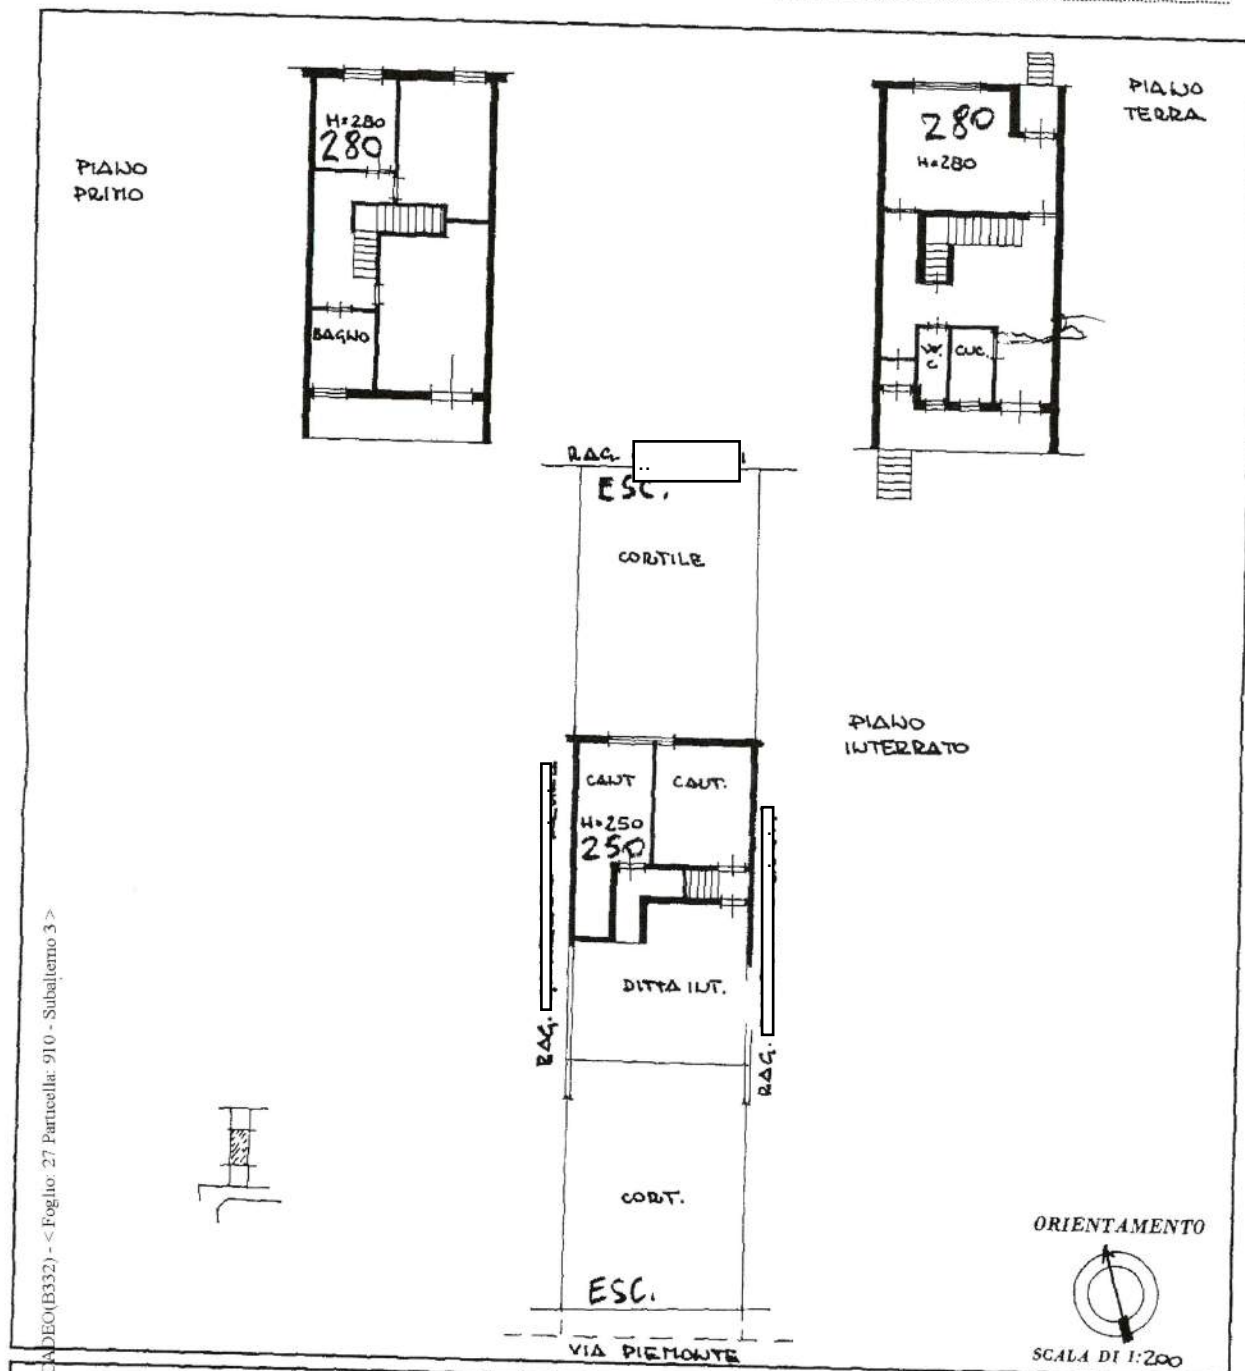 PIANO
PRIMO
H=280
280
BAGNO
PIANO
TERRA
280
H=280
W.
C
CUC.
RAG.
ESC.
CORTILE
PIANO
INTERRATO
CANT
CANT.
H=250
250
DITTA INT.
RAG.
RAG.
CORT.
ESC.
VIA PIEMONTE
ORIENTAMENTO
SCALA DI 1:200
CADEO(B332) - < Foglio: 27 Particella: 910 - Subalterno 3 >